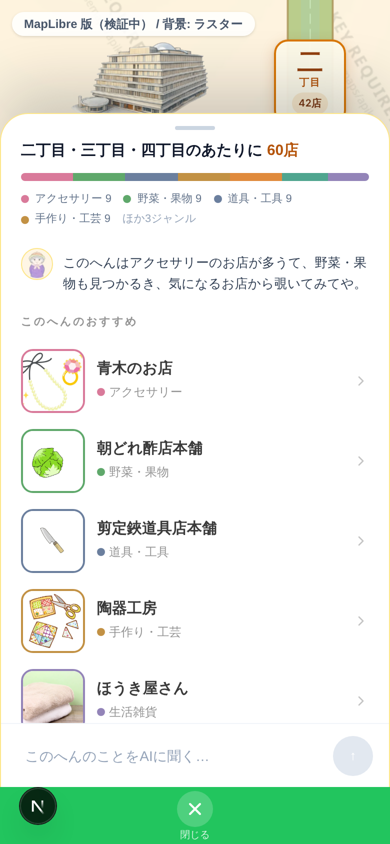 MapLibre 版（検証中） / 背景: ラスター
KEY REQUIRE
二
丁目
42店
二丁目・三丁目・四丁目のあたりに 60店
アクセサリー 9 野菜・果物 9 道具・工具 9
手作り・工芸 9 ほか3ジャンル
このへんはアクセサリーのお店が多うて、野菜・果
物も見つかるき、気になるお店から覗いてみてや。
このへんのおすすめ
青木のお店
アクセサリー
朝どれ酢店本舗
野菜・果物
剪定鋏道具店本舗
道具・工具
陶器工房
手作り・工芸
ほうき屋さん
生活雑貨
このへんのことをAIに聞く…
↑
N
閉じる